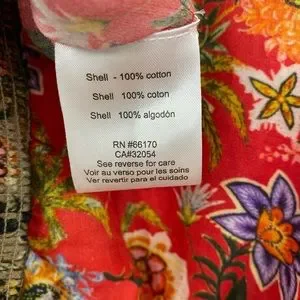 Shell - 100% cotton
Shell - 100% coton
Shell 100% algodón
RN #66170
CA#32054
See reverse for care
Voir au verso pour les soins
Ver revertir para el cuidado